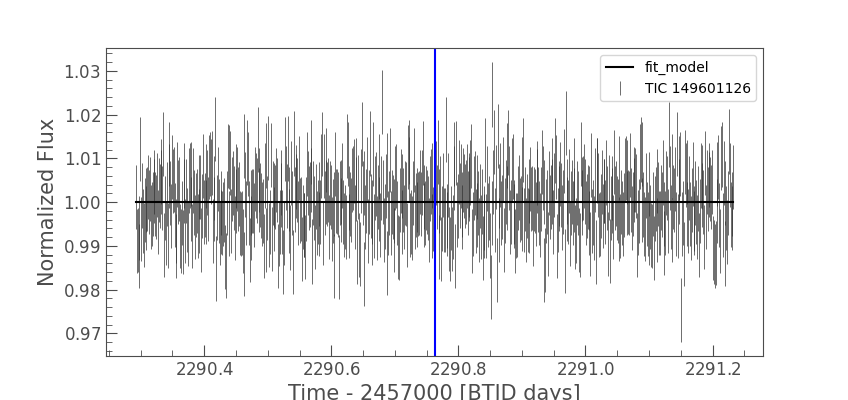 fit_model
TIC 149601126
1.03
1.02
1.01
1.00
0.99
0.98
0.97
Normalized Flux
2290.4 2290.6 2290.8 2291.0 2291.2
Time - 2457000 [BTJD days]